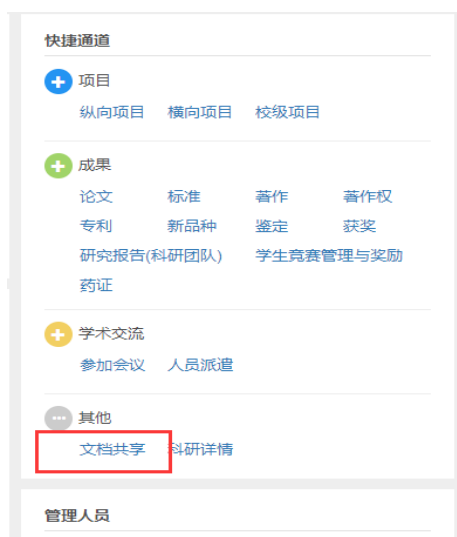 快捷通道
项目
纵向项目 横向项目 校级项目
成果
论文 标准 著作 著作权
专利 新品种 鉴定 获奖
研究报告(科研团队) 学生竞赛管理与奖励
药证
学术交流
参加会议 人员派遣
其他
文档共享 科研详情
管理人员